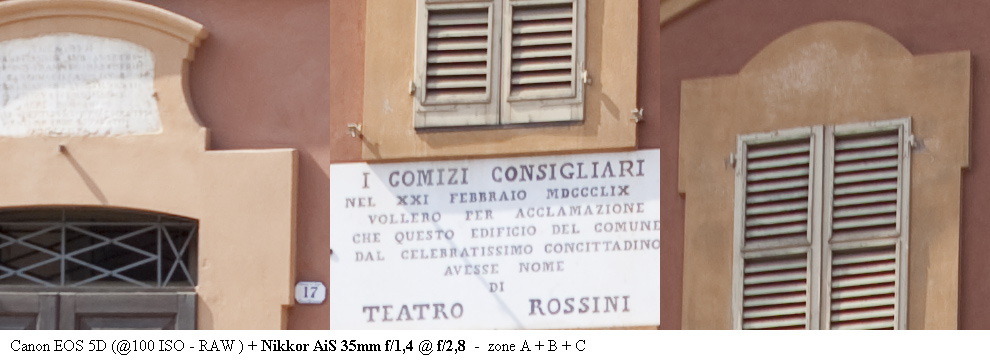 17
I COMIZI CONSIGLIARI
NEL XXI FEBBRAIO MDCCCLIX
VOLLERO PER ACCLAMAZIONE
CHE QUESTO EDIFICIO DEL COMUNE
DAL CELEBRATISSIMO CONCITTADINO
AVESSE NOME
DI
TEATRO ROSSINI
Canon EOS 5D (@100 ISO - RAW ) + Nikkor AiS 35mm f/1,4 @ f/2,8 - zone A + B + C